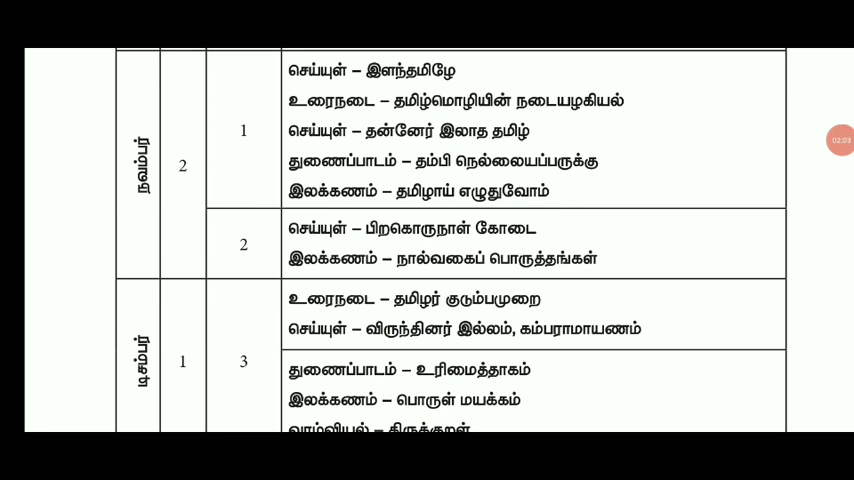 நவம்பர்
2
1
செய்யுள் – இளந்தமிழே
உரைநடை – தமிழ்மொழியின் நடையழகியல்
செய்யுள் – தன்னேர் இலாத தமிழ்
துணைப்பாடம் – தம்பி நெல்லையப்பருக்கு
இலக்கணம் – தமிழாய் எழுதுவோம்
2
செய்யுள் – பிறகொருநாள் கோடை
இலக்கணம் – நால்வகைப் பொருத்தங்கள்
டிசம்பர்
1
3
உரைநடை – தமிழர் குடும்பமுறை
செய்யுள் – விருந்தினர் இல்லம், கம்பராமாயணம்
துணைப்பாடம் – உரிமைத்தாகம்
இலக்கணம் – பொருள் மயக்கம்
வாழ்வியல் – திருக்குறள்
02:03